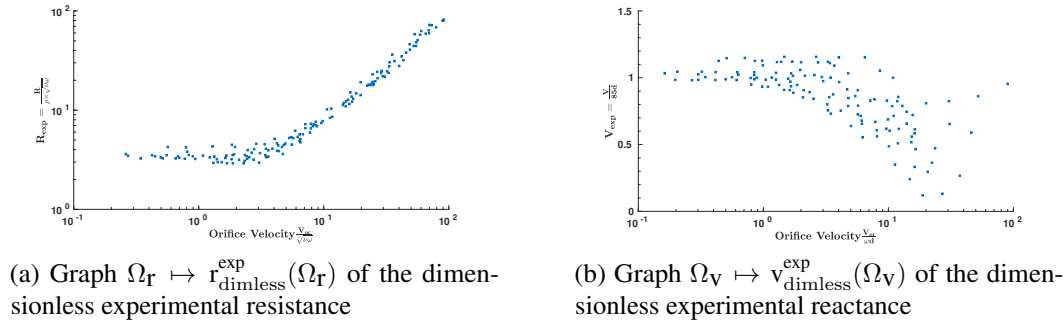 10^2
10^1
10^0
10^-1 10^0 10^1 10^2
R_exp = R / ρ×√νω
Orifice Velocity V_or / √νω
1.5
1
0.5
0
10^-1 10^0 10^1 10^2
V_exp = V / 85d
Orifice Velocity V_or / ωd
(a) Graph Ω_r ↦ r^exp_dimless(Ω_r) of the dimen-
sionless experimental resistance
(b) Graph Ω_v ↦ v^exp_dimless(Ω_v) of the dimen-
sionless experimental reactance